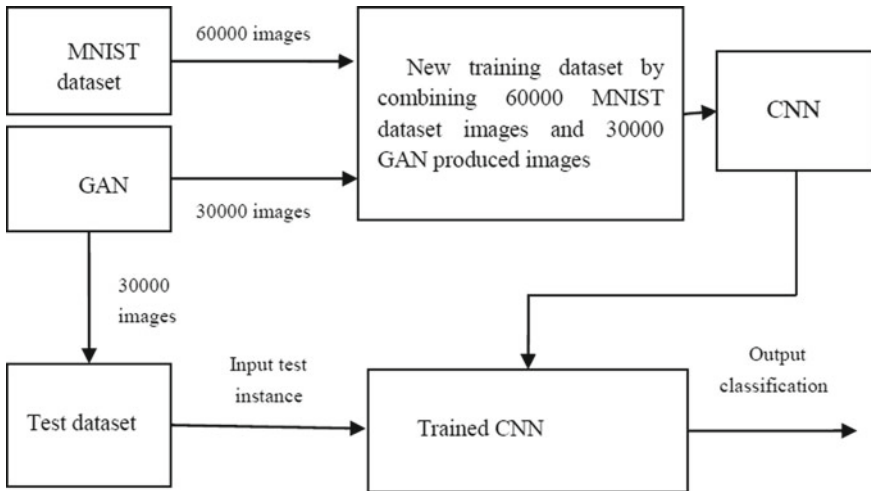 MNIST
dataset
60000 images
New training dataset by
combining 60000 MNIST
dataset images and 30000
GAN produced images
CNN
GAN
30000 images
30000
images
Test dataset
Input test
instance
Trained CNN
Output
classification